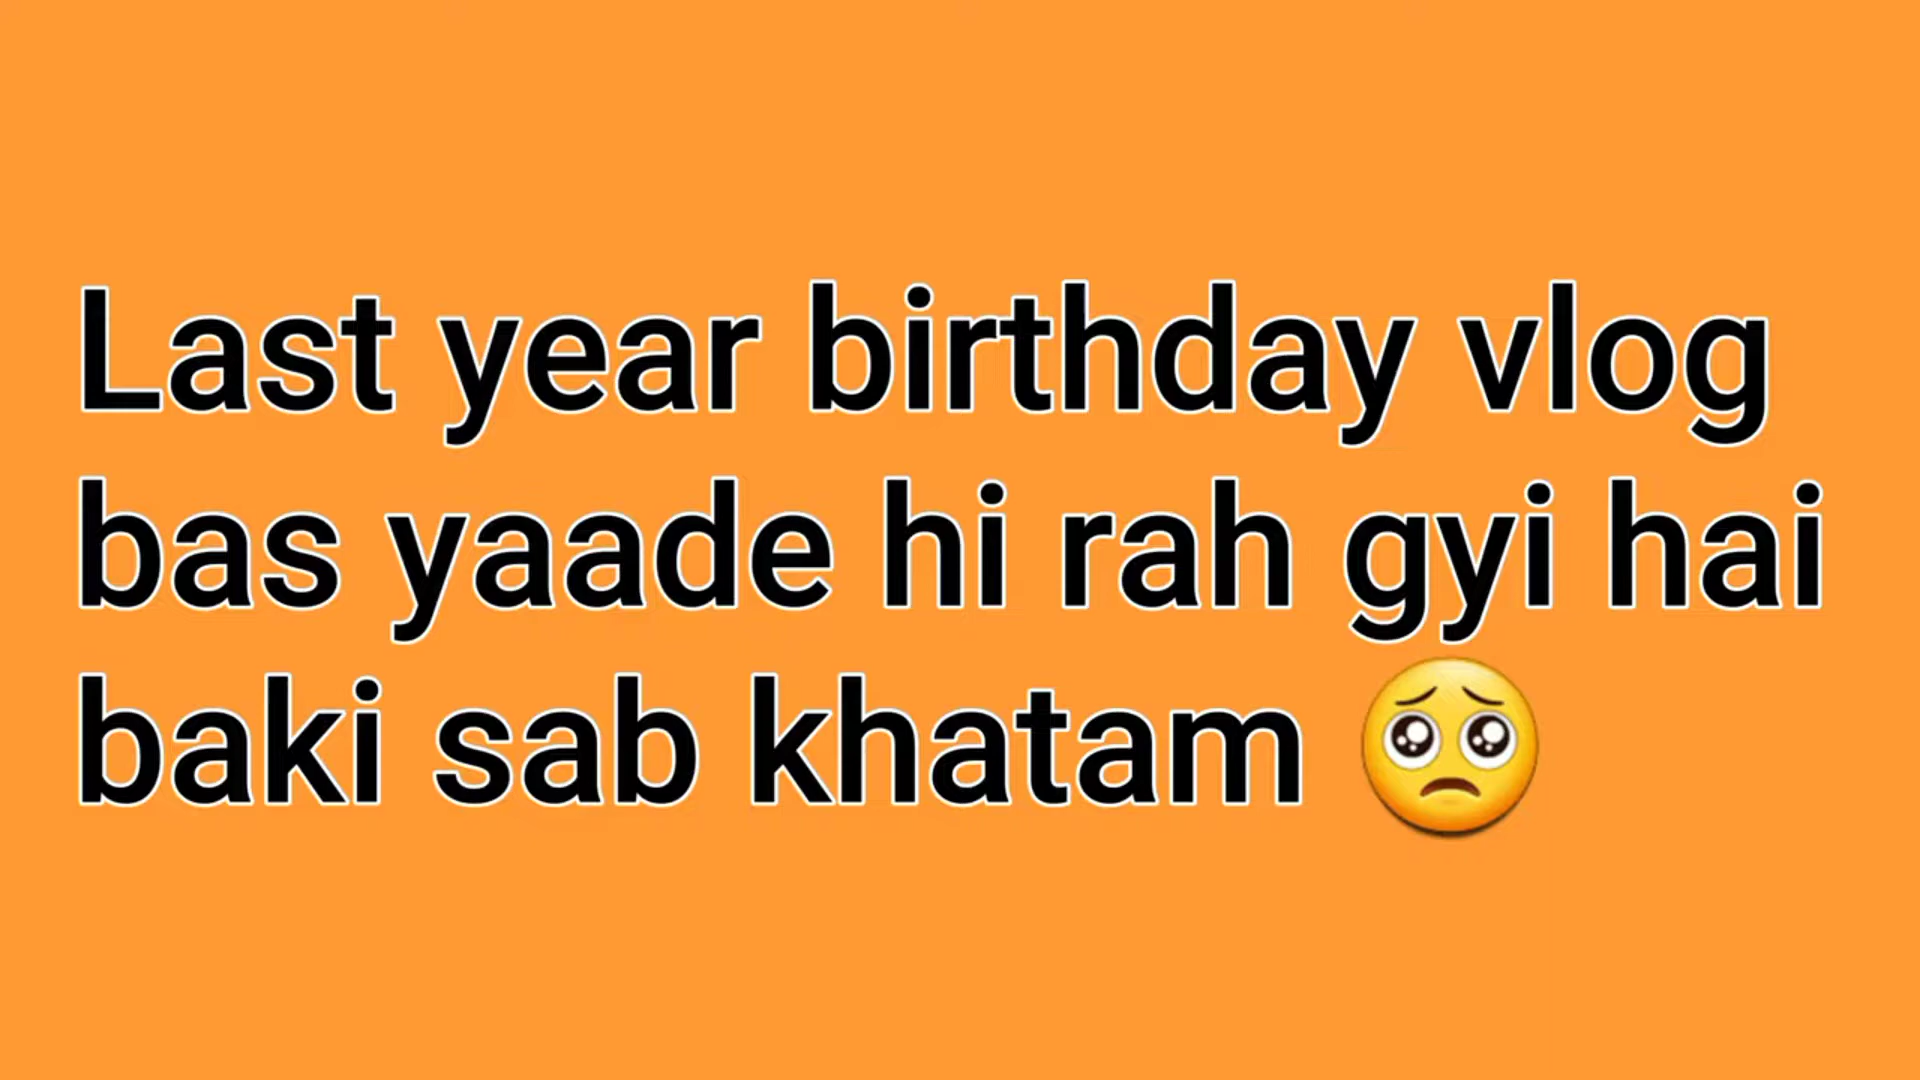 Last year birthday vlog
bas yaade hi rah gyi hai
baki sab khatam 🥺